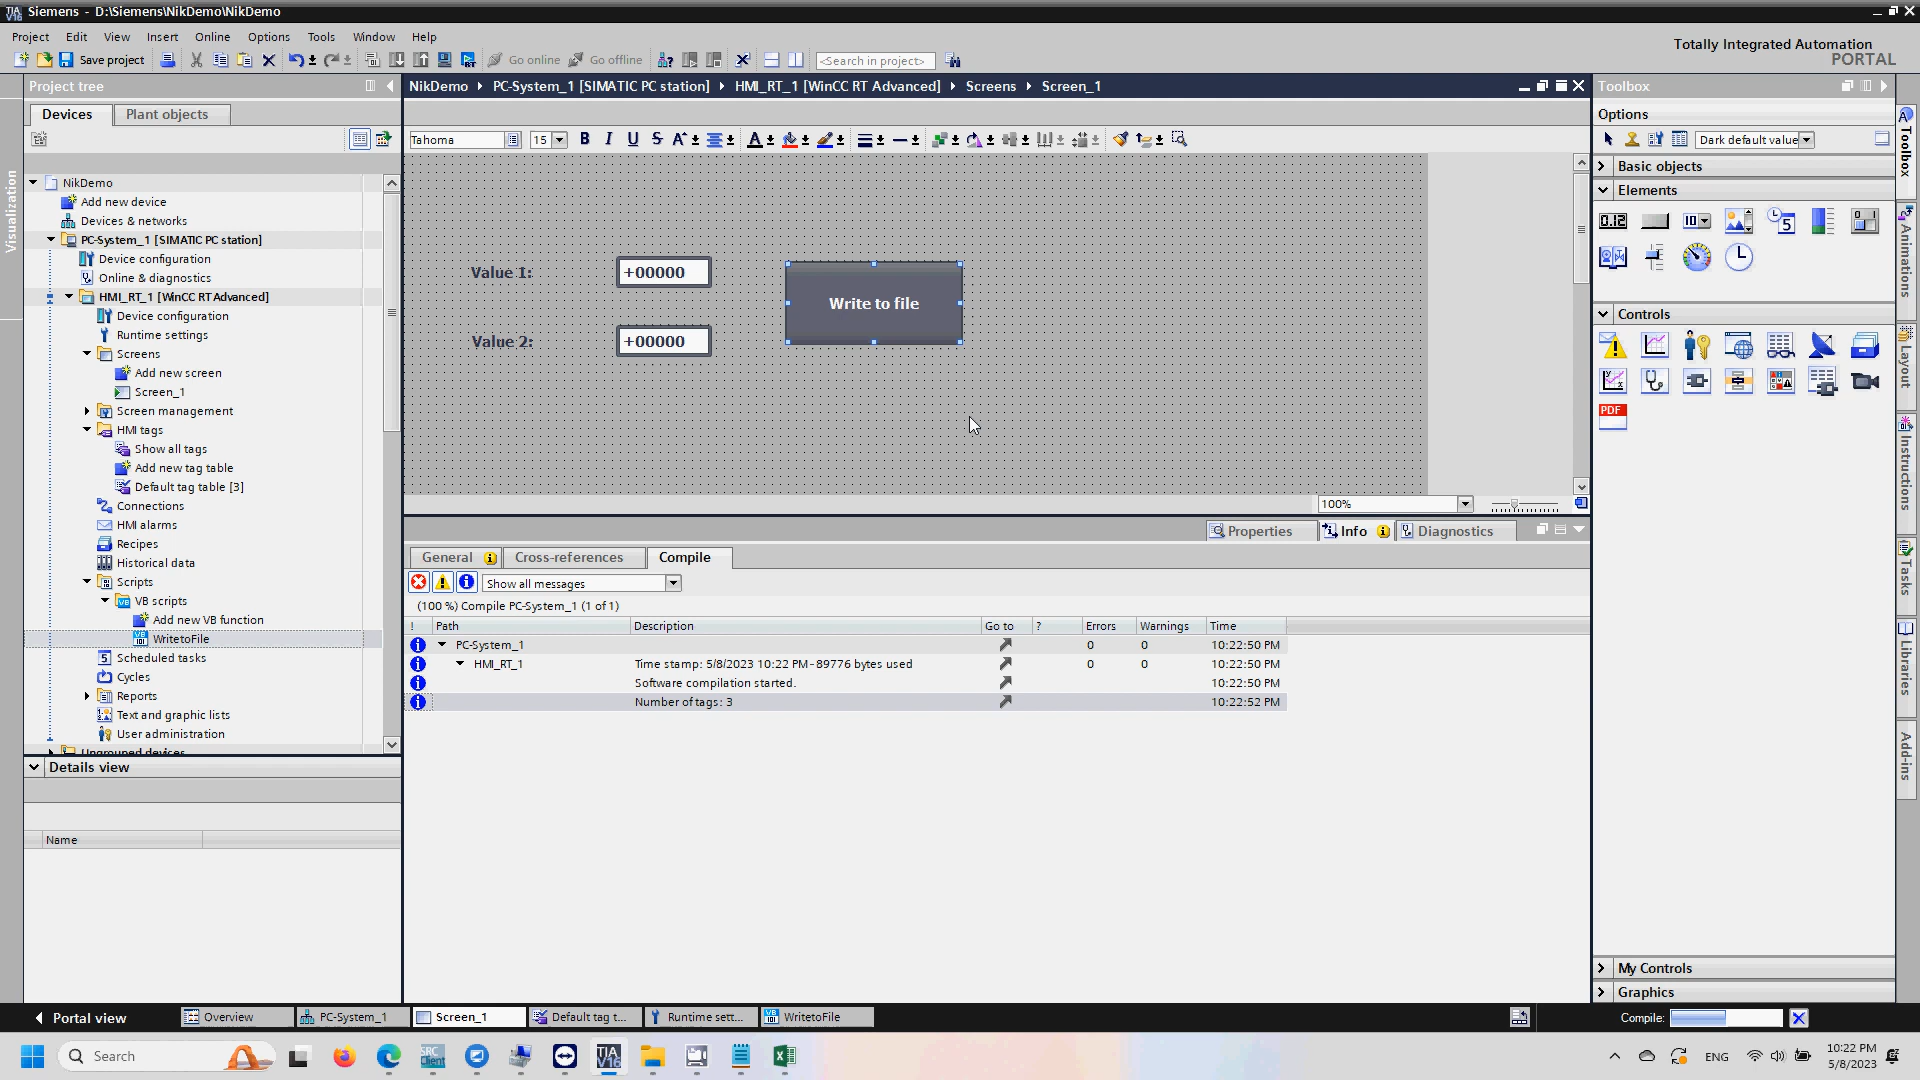 Siemens - D:\Siemens\NikDemo\NikDemo
Project Edit View Insert Online Options Tools Window Help
Totally Integrated Automation
PORTAL
Save project
Go online
Go offline
<Search in project>
Project tree
NikDemo PC-System_1 [SIMATIC PC station] HMI_RT_1 [WinCC RT Advanced] Screens Screen_1
Toolbox
Devices
Plant objects
Options
Tahoma
15
B I U S
Dark default value
Basic objects
Elements
Controls
PDF
My Controls
Graphics
Visualization
NikDemo
Add new device
Devices & networks
PC-System_1 [SIMATIC PC station]
Device configuration
Online & diagnostics
HMI_RT_1 [WinCC RT Advanced]
Device configuration
Runtime settings
Screens
Add new screen
Screen_1
Screen management
HMI tags
Show all tags
Add new tag table
Default tag table [3]
Connections
HMI alarms
Recipes
Historical data
Scripts
VB scripts
Add new VB function
WritetoFile
Scheduled tasks
Cycles
Reports
Text and graphic lists
User administration
Ungrouped devices
Details view
Name
Value 1:
+00000
Write to file
Value 2:
+00000
100%
Properties
Info
Diagnostics
General
Cross-references
Compile
Show all messages
(100 %) Compile PC-System_1 (1 of 1)
! Path Description Go to ? Errors Warnings Time
PC-System_1 0 0 10:22:50 PM
HMI_RT_1 Time stamp: 5/8/2023 10:22 PM - 89776 bytes used 0 0 10:22:50 PM
Software compilation started. 10:22:50 PM
Number of tags: 3 10:22:52 PM
Toolbox
Animations
Layout
Instructions
Tasks
Libraries
Add-ins
Portal view
Overview
PC-System_1
Screen_1
Default tag t...
Runtime sett...
WritetoFile
Compile:
Search
SRC
Client
TIA
V16
ENG
10:22 PM
5/8/2023